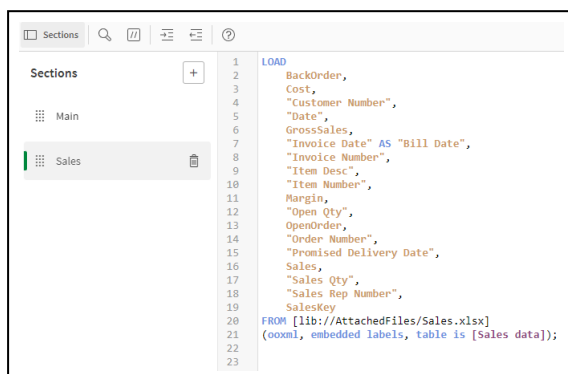 Sections
Sections
Main
Sales
1 LOAD
2 BackOrder,
3 Cost,
4 "Customer Number",
5 "Date",
6 GrossSales,
7 "Invoice Date" AS "Bill Date",
8 "Invoice Number",
9 "Item Desc",
10 "Item Number",
11 Margin,
12 "Open Qty",
13 OpenOrder,
14 "Order Number",
15 "Promised Delivery Date",
16 Sales,
17 "Sales Qty",
18 "Sales Rep Number",
19 SalesKey
20 FROM [lib://AttachedFiles/Sales.xlsx]
21 (ooxml, embedded labels, table is [Sales data]);
22
23